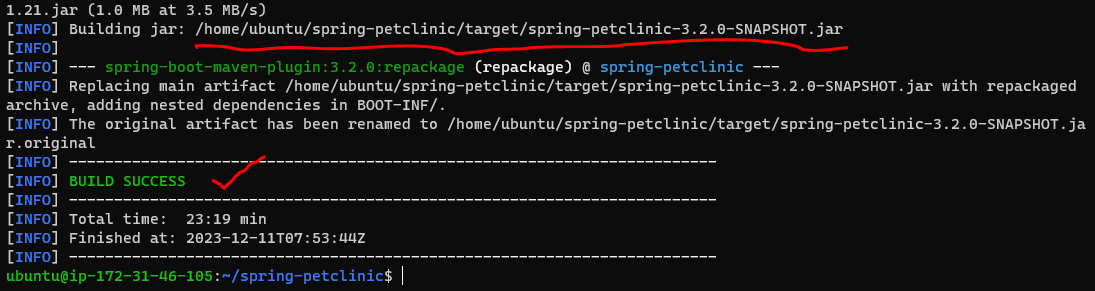 1.21.jar (1.0 MB at 3.5 MB/s)
[INFO] Building jar: /home/ubuntu/spring-petclinic/target/spring-petclinic-3.2.0-SNAPSHOT.jar
[INFO]
[INFO] --- spring-boot-maven-plugin:3.2.0:repackage (repackage) @ spring-petclinic ---
[INFO] Replacing main artifact /home/ubuntu/spring-petclinic/target/spring-petclinic-3.2.0-SNAPSHOT.jar with repackaged
archive, adding nested dependencies in BOOT-INF/.
[INFO] The original artifact has been renamed to /home/ubuntu/spring-petclinic/target/spring-petclinic-3.2.0-SNAPSHOT.ja
r.original
[INFO] ------------------------------------------------------------------------
[INFO] BUILD SUCCESS
[INFO] ------------------------------------------------------------------------
[INFO] Total time:  23:19 min
[INFO] Finished at: 2023-12-11T07:53:44Z
[INFO] ------------------------------------------------------------------------
ubuntu@ip-172-31-46-105:~/spring-petclinic$